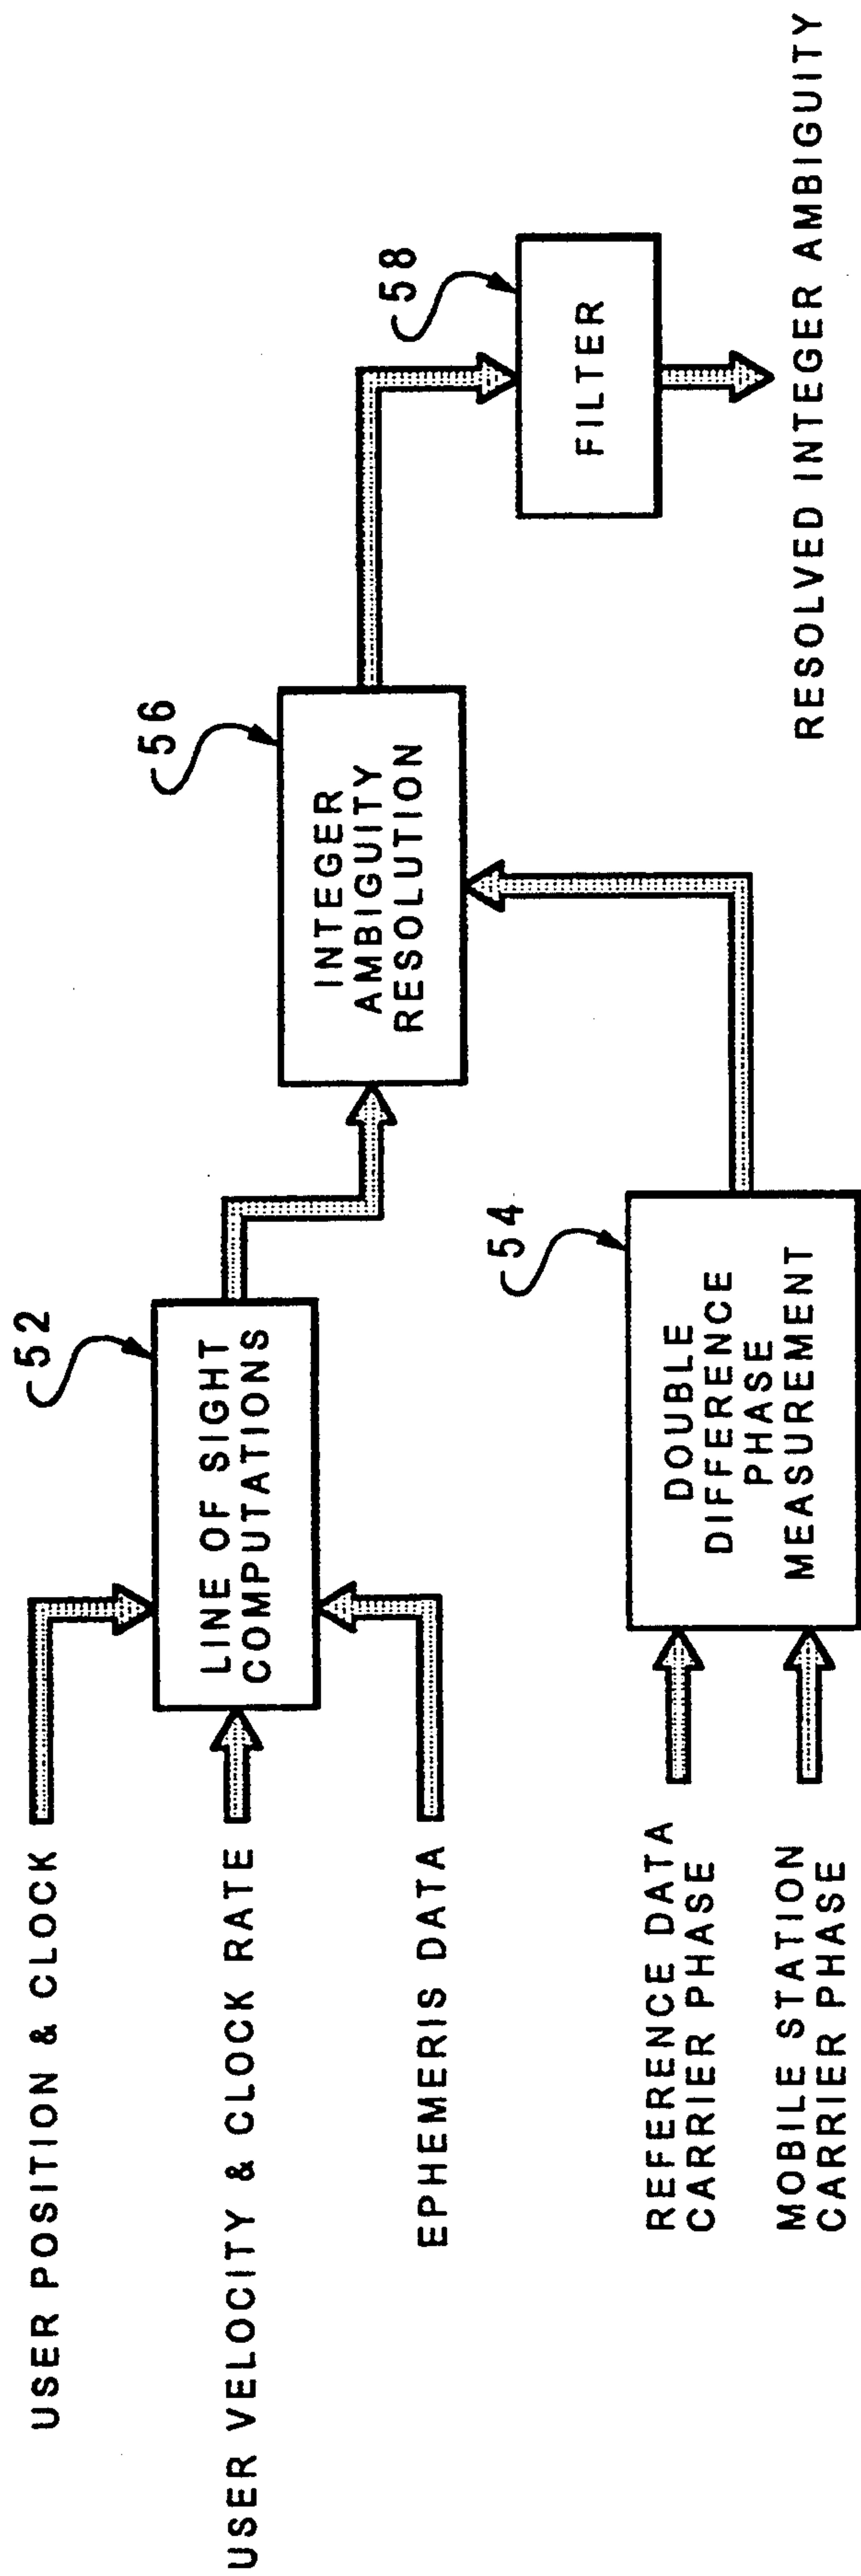 USER POSITION & CLOCK
USER VELOCITY & CLOCK RATE
EPHEMERIS DATA
52
LINE OF SIGHT
COMPUTATIONS
REFERENCE DATA
CARRIER PHASE
MOBILE STATION
CARRIER PHASE
54
DOUBLE
DIFFERENCE
PHASE
MEASUREMENT
56
INTEGER
AMBIGUITY
RESOLUTION
58
FILTER
RESOLVED INTEGER AMBIGUITY